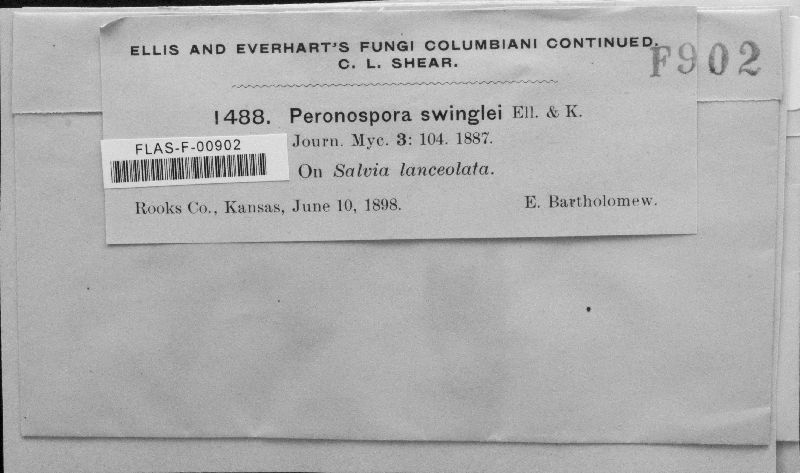 ELLIS AND EVERHART'S FUNGI COLUMBIANI CONTINUED.
C. L. SHEAR.
F902
1488. Peronospora swinglei Ell. & K.
Journ. Myc. 3: 104. 1887.
FLAS-F-00902
On Salvia lanceolata.
Rooks Co., Kansas, June 10, 1898. E. Bartholomew.